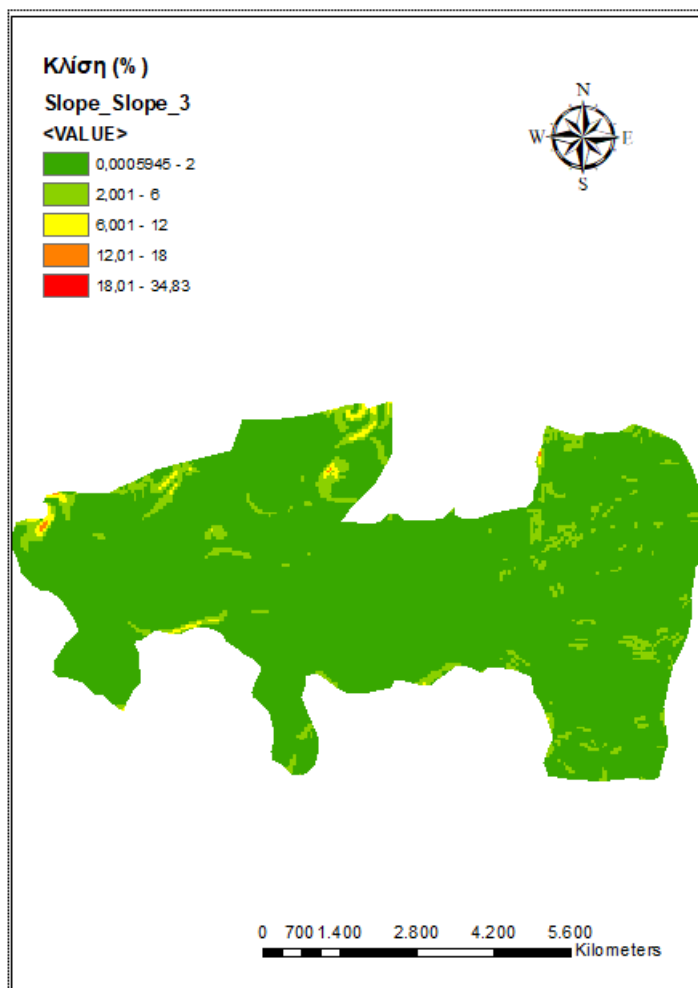 Κλίση (% )
Slope_Slope_3
<VALUE>
0,0005945 - 2
2,001 - 6
6,001 - 12
12,01 - 18
18,01 - 34,83
N
W E
S
0 700 1.400 2.800 4.200 5.600
Kilometers